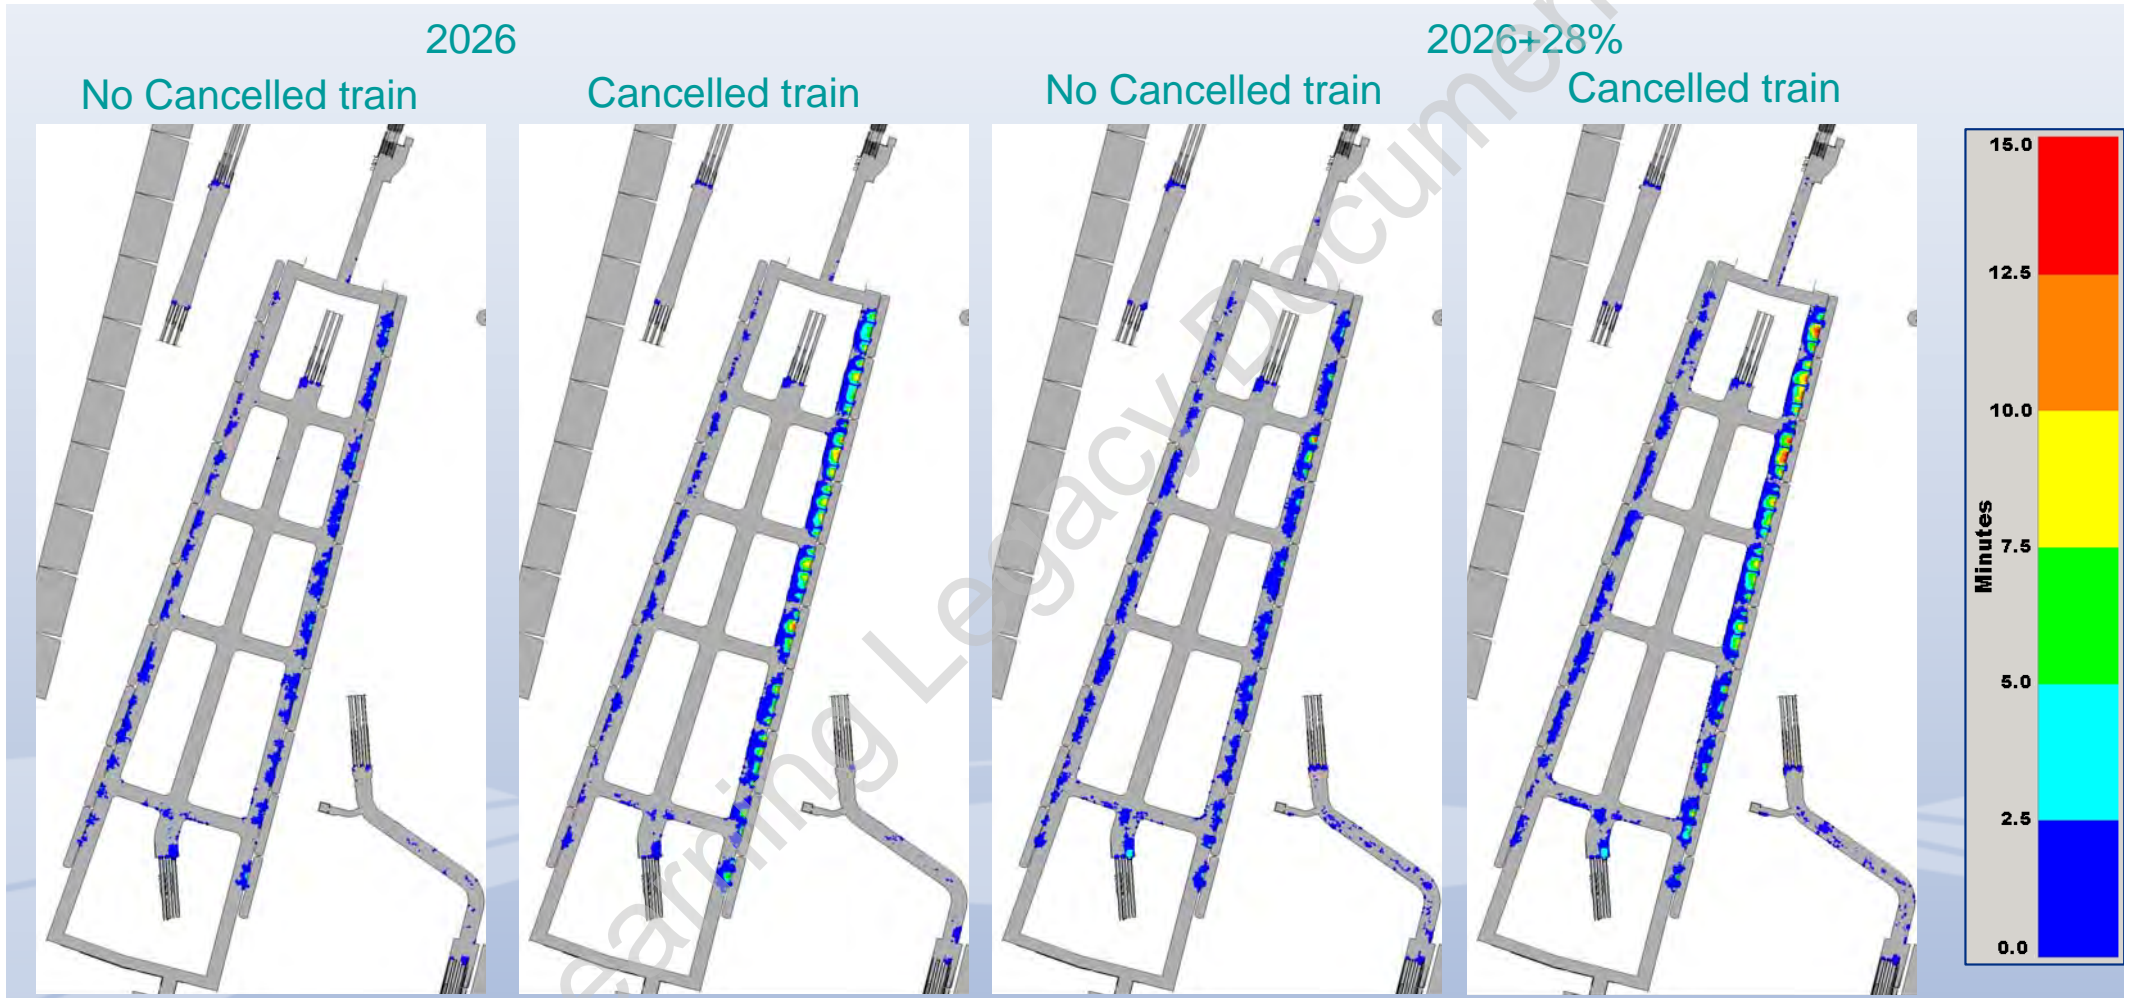 2026
2026+28%
No Cancelled train
Cancelled train
No Cancelled train
Cancelled train
15.0
12.5
10.0
7.5
5.0
2.5
0.0
Minutes
Learning Legacy Document